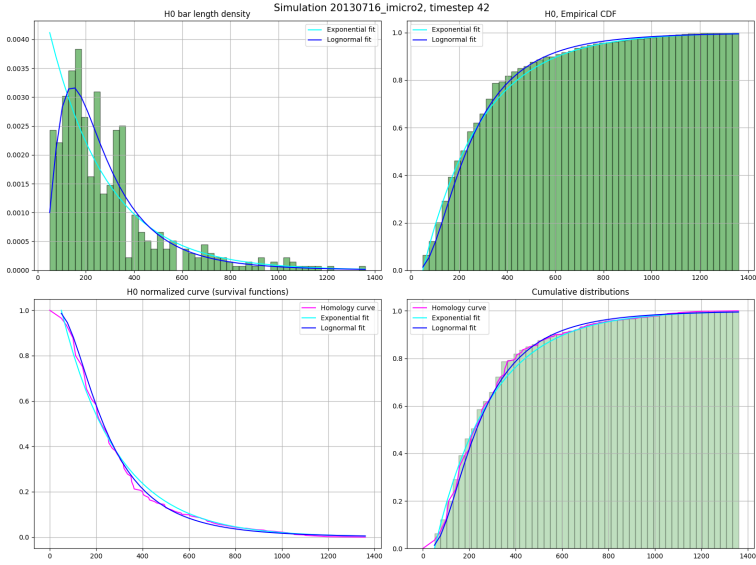 Simulation 20130716_imicro2, timestep 42
H0 bar length density
Exponential fit
Lognormal fit
0.0040
0.0035
0.0030
0.0025
0.0020
0.0015
0.0010
0.0005
0.0000
200 400 600 800 1000 1200 1400
H0, Empirical CDF
Exponential fit
Lognormal fit
1.0
0.8
0.6
0.4
0.2
0.0
0 200 400 600 800 1000 1200 1400
H0 normalized curve (survival functions)
Homology curve
Exponential fit
Lognormal fit
1.0
0.8
0.6
0.4
0.2
0.0
0 200 400 600 800 1000 1200 1400
Cumulative distributions
Homology curve
Exponential fit
Lognormal fit
1.0
0.8
0.6
0.4
0.2
0.0
0 200 400 600 800 1000 1200 1400